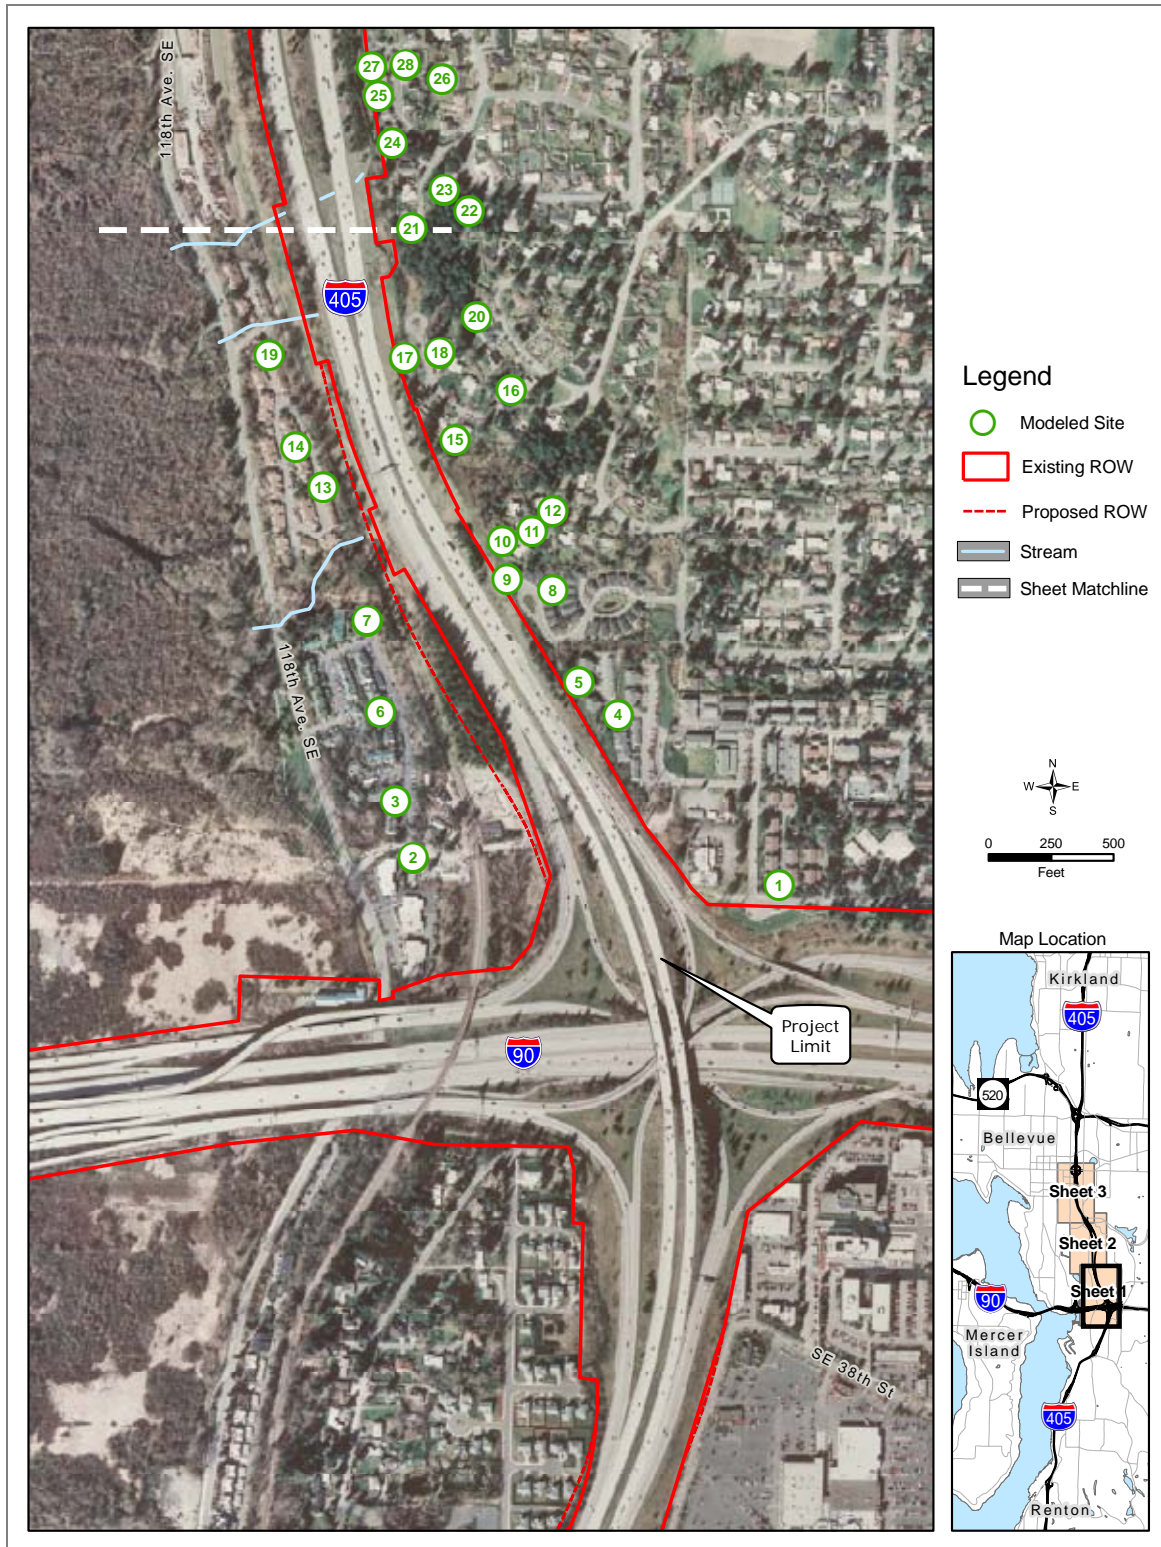 118th Ave. SE
27
28
26
25
24
23
22
21
405
20
19
17
18
16
15
14
13
12
11
10
9
8
7
118th Ave. SE
5
6
4
3
2
1
Project
Limit
90
SE 38th St
Legend
Modeled Site
Existing ROW
Proposed ROW
Stream
Sheet Matchline
N
W
E
S
0
250
500
Feet
Map Location
Kirkland
405
520
Bellevue
Sheet 3
Sheet 2
Sheet 1
90
Mercer
Island
405
Renton